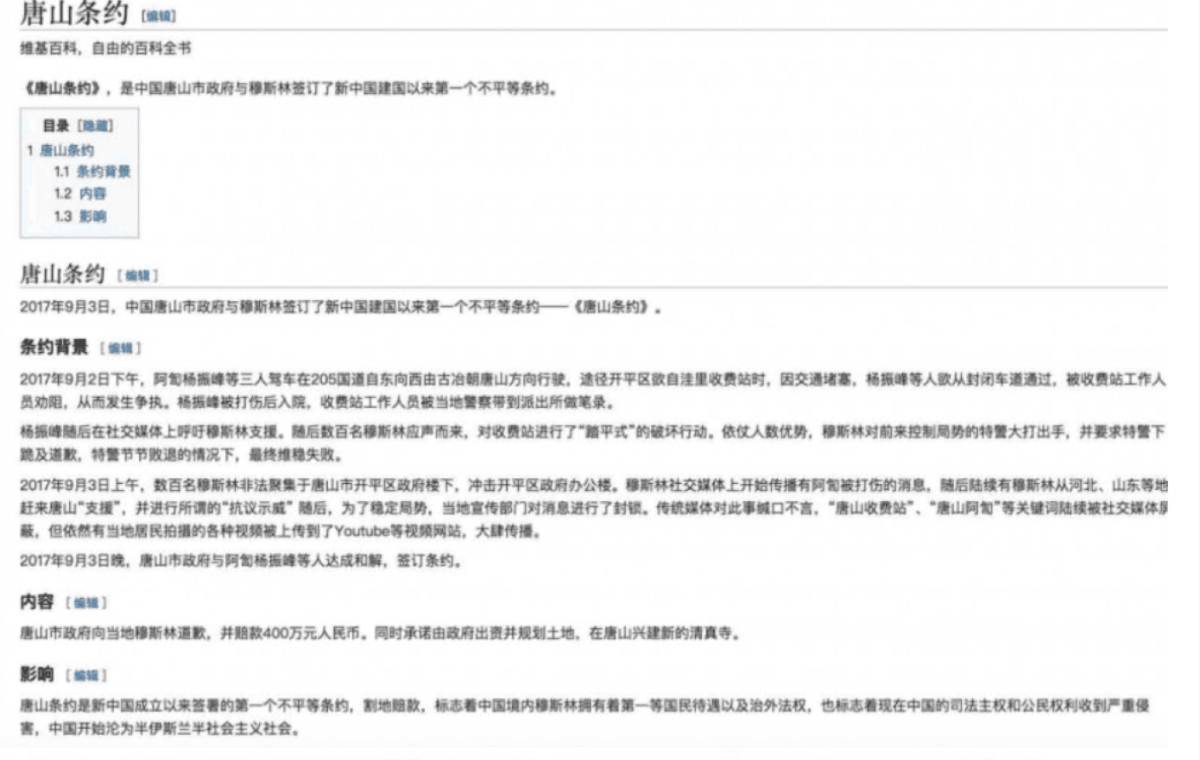 唐山条约 [编辑]
维基百科，自由的百科全书
《唐山条约》，是中国唐山市政府与穆斯林签订了新中国建国以来第一个不平等条约。
目录 [隐藏]
1 唐山条约
1.1 条约背景
1.2 内容
1.3 影响
唐山条约 [编辑]
2017年9月3日，中国唐山市政府与穆斯林签订了新中国建国以来第一个不平等条约——《唐山条约》。
条约背景 [编辑]
2017年9月2日下午，阿訇杨振峰等三人驾车在205国道自东向西由古冶朝唐山方向行驶，途径开平区欲自洼里收费站时，因交通堵塞，杨振峰等人欲从封闭车道通过，被收费站工作人
员劝阻，从而发生争执。杨振峰被打伤后入院，收费站工作人员被当地警察带到派出所做笔录。
杨振峰随后在社交媒体上呼吁穆斯林支援。随后数百名穆斯林应声而来，对收费站进行了“踏平式”的破坏行动。依仗人数优势，穆斯林对前来控制局势的特警大打出手，并要求特警下
跪及道歉，特警节节败退的情况下，最终维稳失败。
2017年9月3日上午，数百名穆斯林非法聚集于唐山市开平区政府楼下，冲击开平区政府办公楼。穆斯林社交媒体上开始传播有阿訇被打伤的消息，随后陆续有穆斯林从河北、山东等地
赶来唐山“支援”，并进行所谓的“抗议示威” 随后，为了稳定局势，当地宣传部门对消息进行了封锁。传统媒体对此事缄口不言，“唐山收费站”、“唐山阿訇”等关键词陆续被社交媒体屏
蔽，但依然有当地居民拍摄的各种视频被上传到了Youtube等视频网站，大肆传播。
2017年9月3日晚，唐山市政府与阿訇杨振峰等人达成和解，签订条约。
内容 [编辑]
唐山市政府向当地穆斯林道歉，并赔款400万元人民币。同时承诺由政府出资并规划土地，在唐山兴建新的清真寺。
影响 [编辑]
唐山条约是新中国成立以来签署的第一个不平等条约，割地赔款，标志着中国境内穆斯林拥有着第一等国民待遇以及治外法权，也标志着现在中国的司法主权和公民权利收到严重侵
害，中国开始沦为半伊斯兰半社会主义社会。